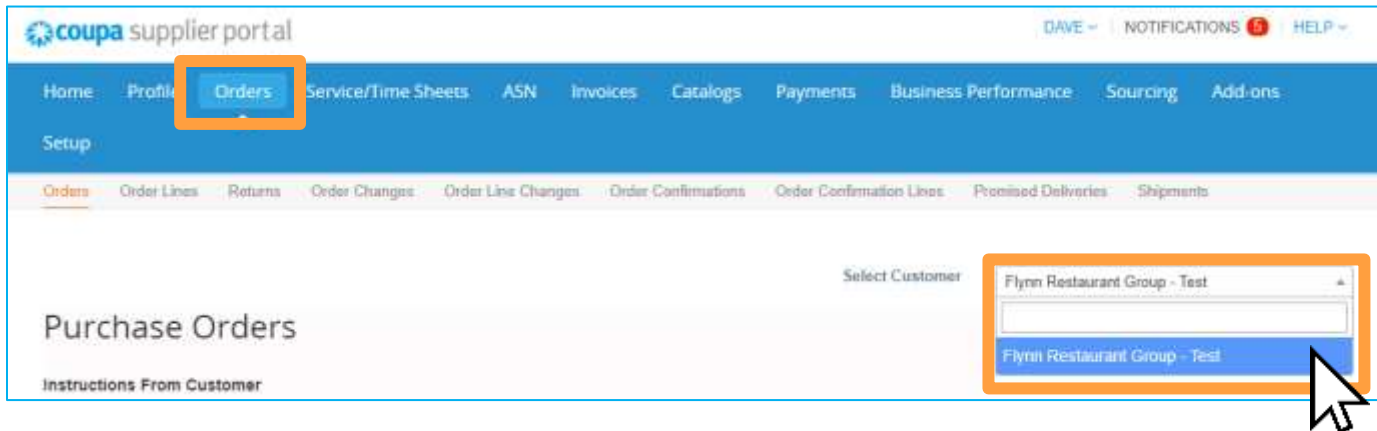 coupa supplier portal DAVE NOTIFICATIONS 5 HELP
Home Profile Orders Service/Time Sheets ASN Invoices Catalogs Payments Business Performance Sourcing Add-ons
Setup
Orders Order Lines Returns Order Changes Order Line Changes Order Confirmations Order Confirmation Lines Promised Deliveries Shipments
Select Customer Flynn Restaurant Group - Test
Purchase Orders
Flynn Restaurant Group - Test
Instructions From Customer